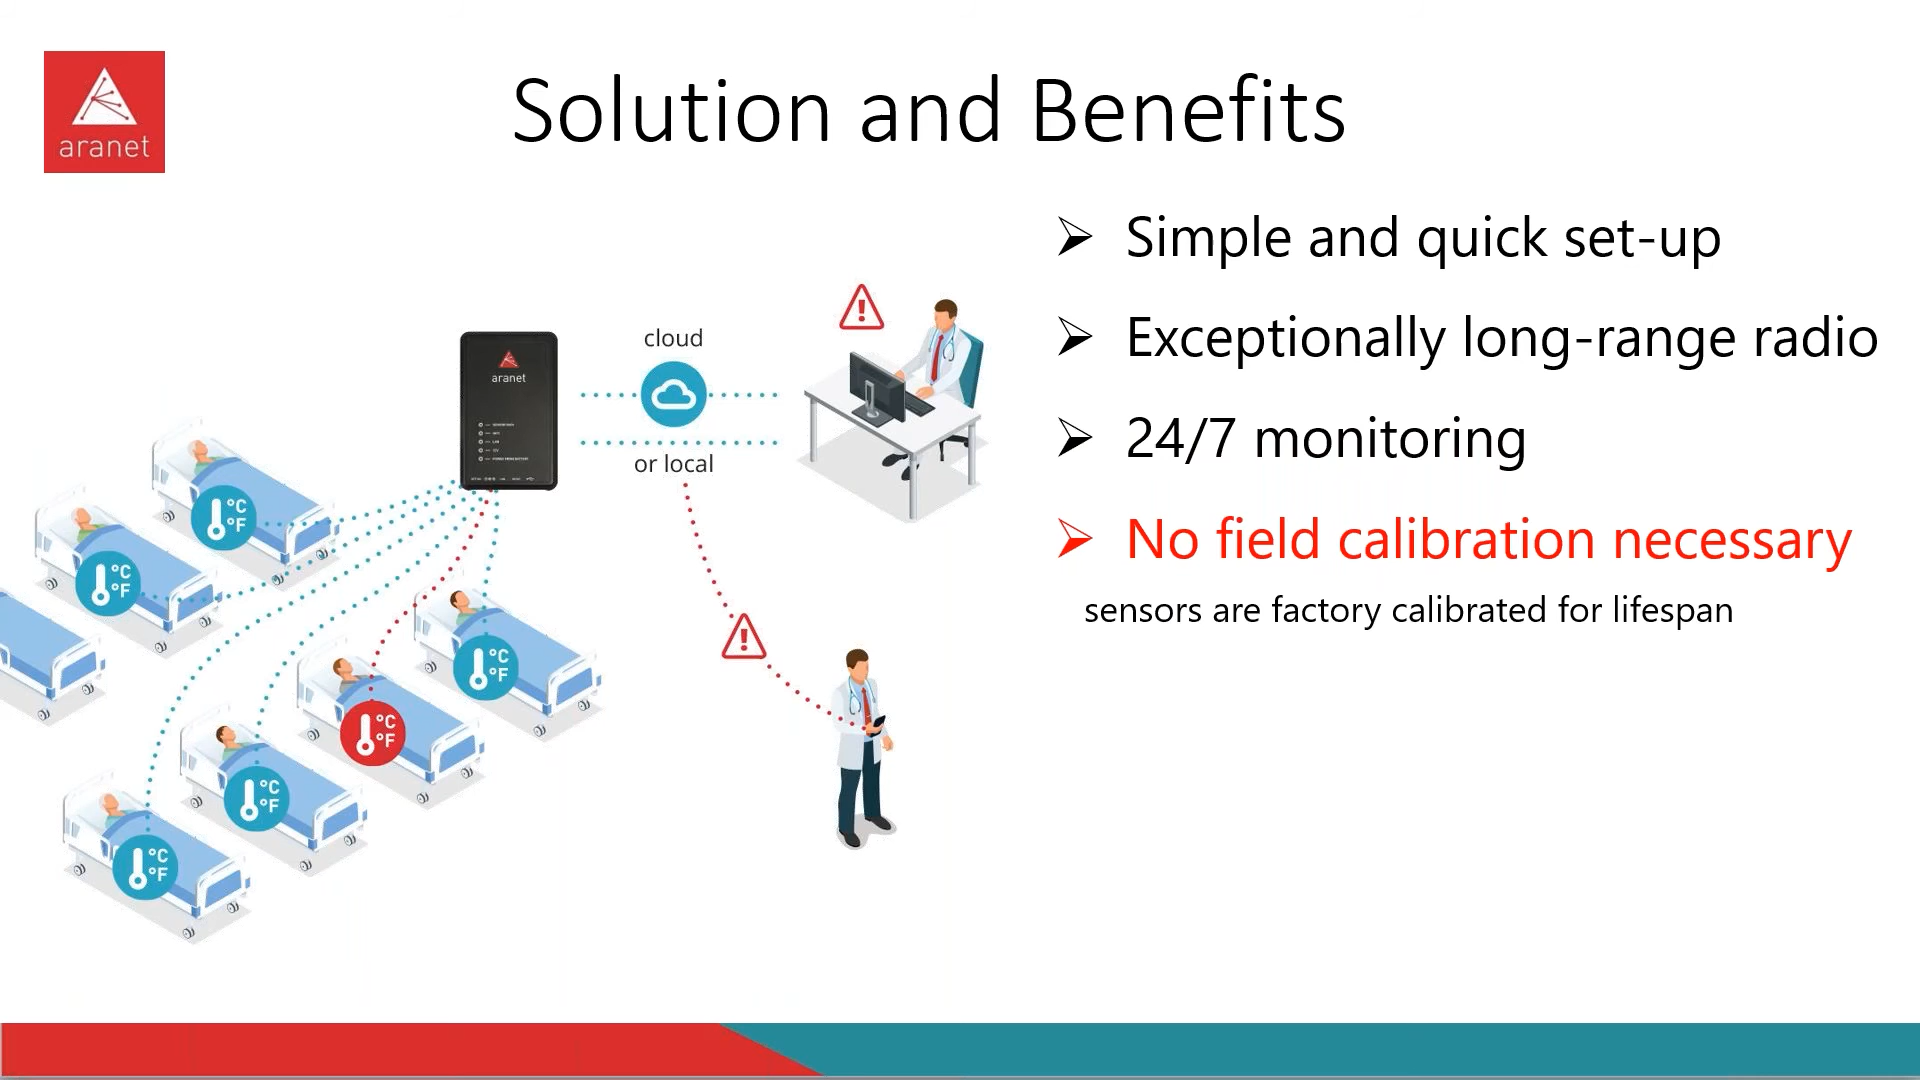 aranet
Solution and Benefits
Simple and quick set-up
Exceptionally long-range radio
24/7 monitoring
No field calibration necessary
sensors are factory calibrated for lifespan
cloud
or local
aranet
°C
°F
°C
°F
°C
°F
°C
°F
°C
°F
°C
°F